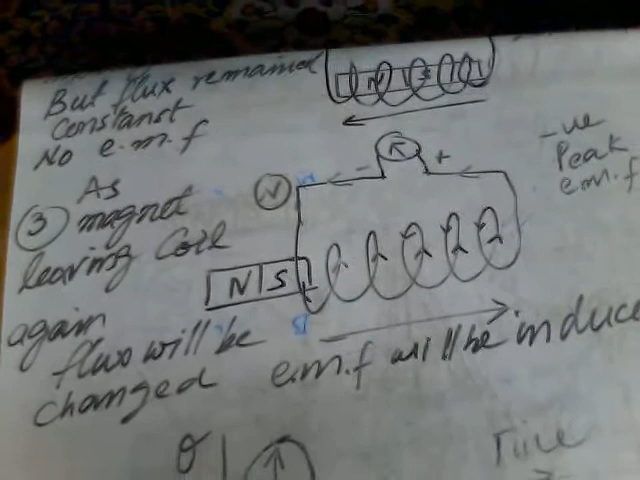 But flux remained
Constanst
No e.m.f
-ve
Peak
e.m.f
- +
N
As
③ magnet
leaving Coil
N S
again
flux will be
changed e.m.f will be induce
Time